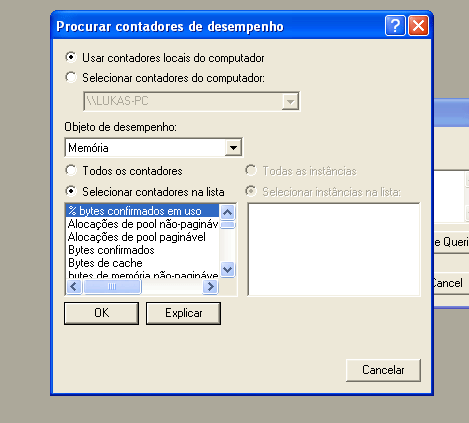 Procurar contadores de desempenho
Usar contadores locais do computador
Selecionar contadores do computador:
\\LUKAS-PC
Objeto de desempenho:
Memória
Todos os contadores
Todas as instâncias
Selecionar contadores na lista
Selecionar instâncias na lista:
% bytes confirmados em uso
Alocações de pool não-pagináv
Alocações de pool paginável
Bytes confirmados
Bytes de cache
bytes de memória não-pagináve
OK
Explicar
Cancelar
e Queri
Cancel